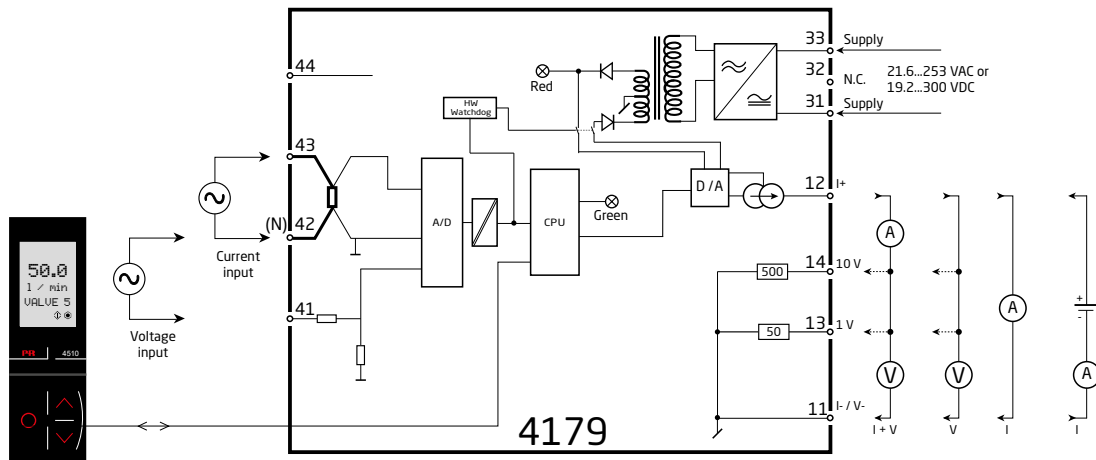 50.0
l / min
VALVE 5
PR
4510
44
43
(N) 42
41
Current
input
Voltage
input
Red
HW
Watchdog
A/D
CPU
Green
D/A
33 Supply
32 N.C.
21.6...253 VAC or
19.2...300 VDC
31 Supply
12 I+
14 10 V
500
13 1 V
50
11 I- / V-
A
V
I + V
V
V
A
I
+
-
A
I
4179